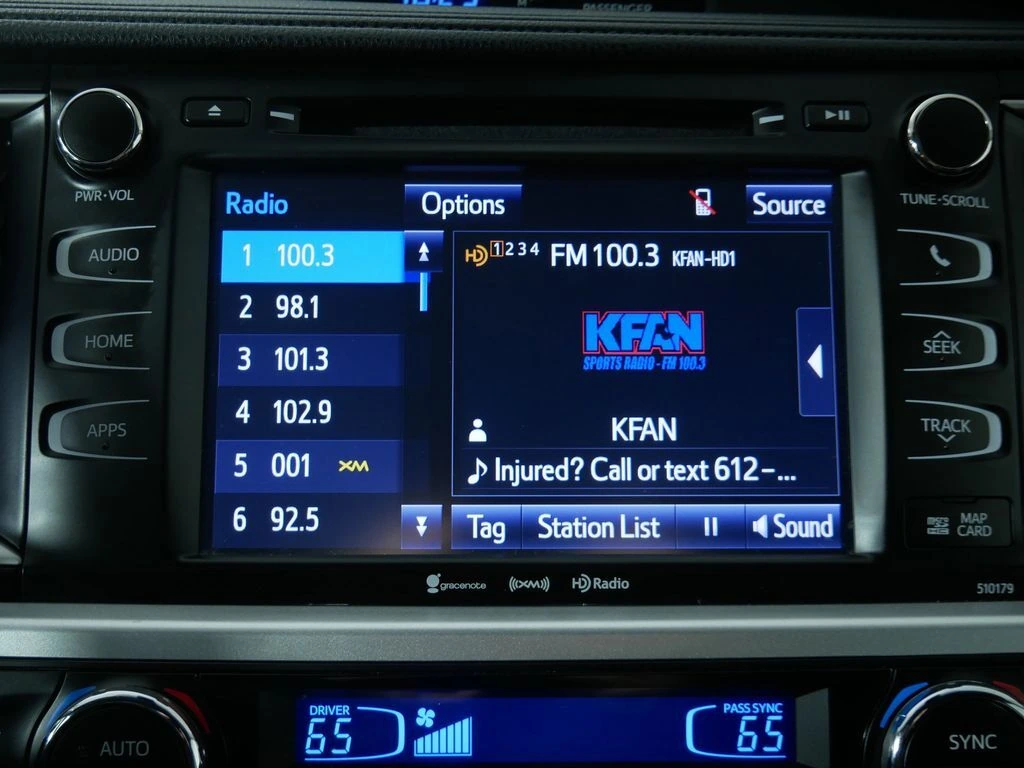 PASSENGER
PWR·VOL
TUNE·SCROLL
AUDIO
HOME
APPS
Radio
Options
Source
1 100.3
2 98.1
3 101.3
4 102.9
5 001 XM
6 92.5
HD 1 2 3 4 FM 100.3 KFAN-HD1
KFAN
SPORTS RADIO - FM 100.3
KFAN
Injured? Call or text 612-...
Tag
Station List
Sound
SEEK
TRACK
MAP
CARD
gracenote
((XM))
HD Radio
510179
DRIVER
65
PASS SYNC
65
AUTO
SYNC